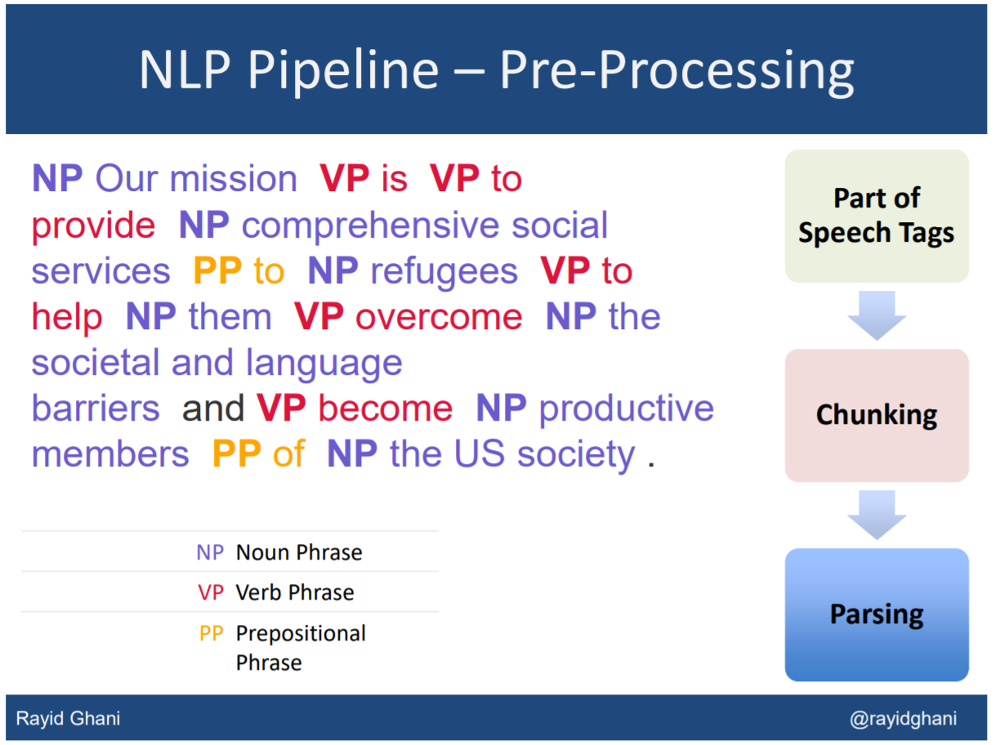 NLP Pipeline – Pre-Processing
NP Our mission VP is VP to
provide NP comprehensive social
services PP to NP refugees VP to
help NP them VP overcome NP the
societal and language
barriers and VP become NP productive
members PP of NP the US society .
NP Noun Phrase
VP Verb Phrase
PP Prepositional
Phrase
Part of
Speech Tags
Chunking
Parsing
Rayid Ghani
@rayidghani